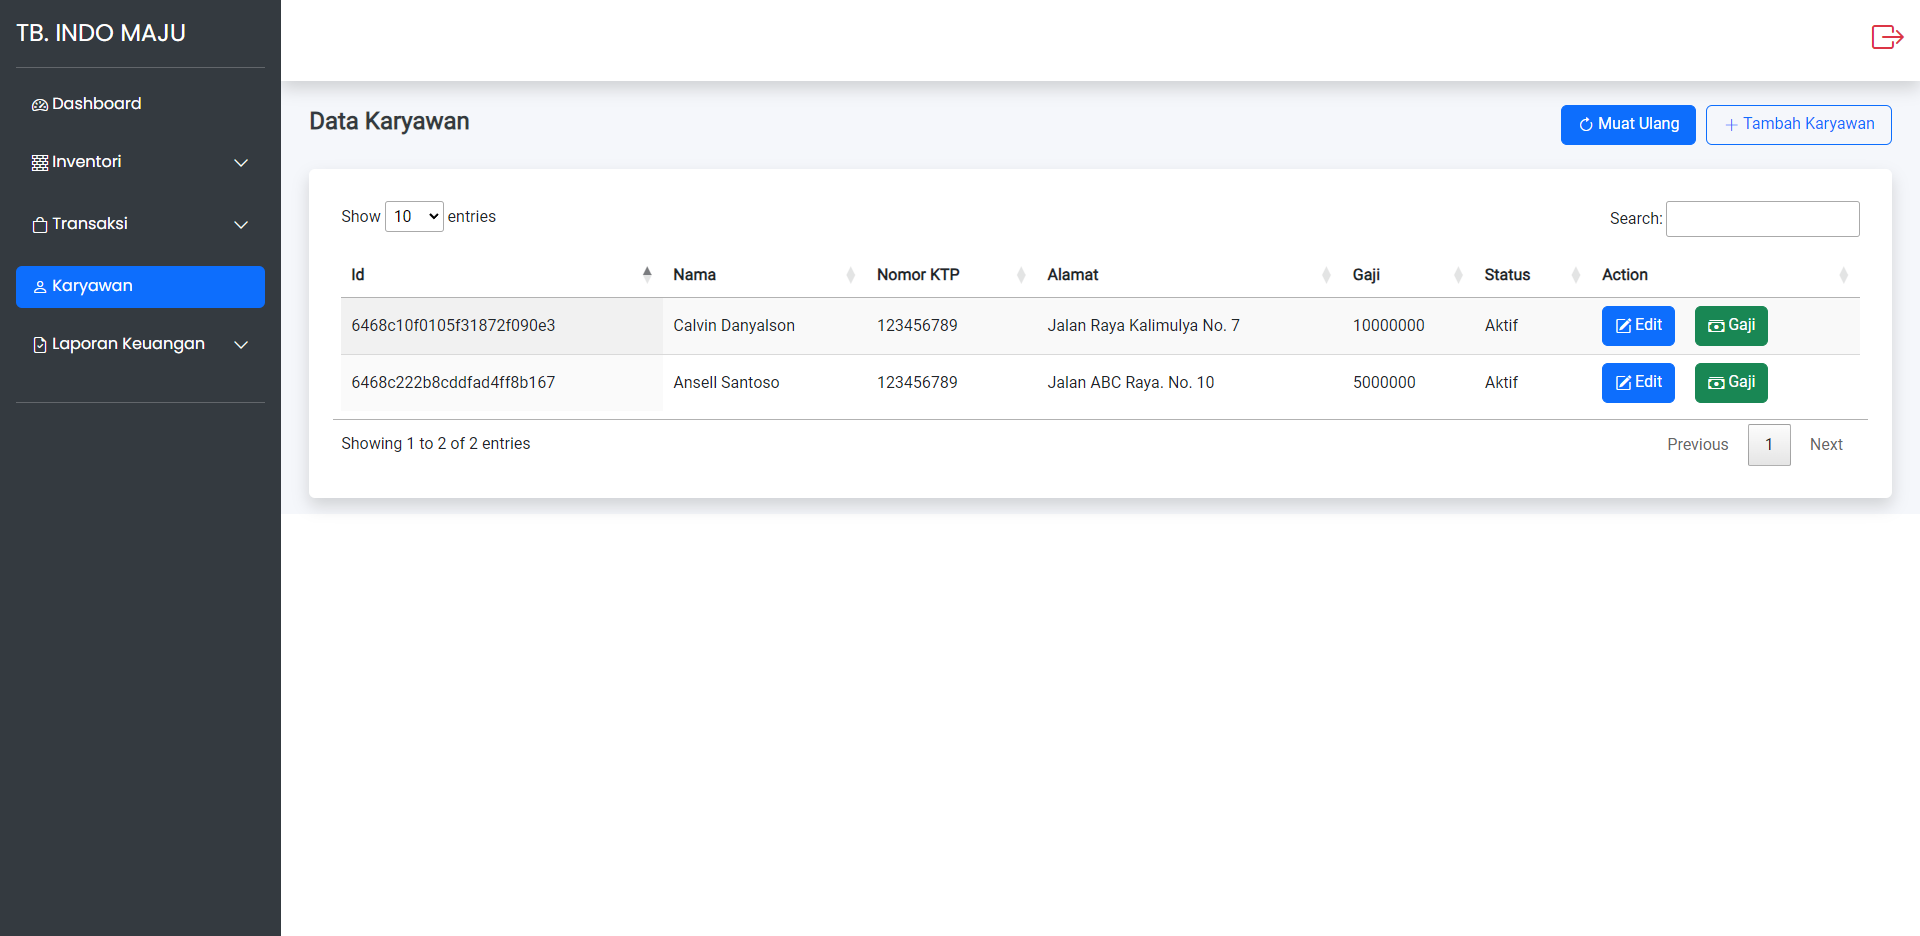 TB. INDO MAJU
Dashboard
Inventori
Transaksi
Karyawan
Laporan Keuangan
Data Karyawan
Muat Ulang
Tambah Karyawan
Show 10 entries
Search:
Id Nama Nomor KTP Alamat Gaji Status Action
6468c10f0105f31872f090e3 Calvin Danyalson 123456789 Jalan Raya Kalimulya No. 7 10000000 Aktif Edit Gaji
6468c222b8cddfad4ff8b167 Ansell Santoso 123456789 Jalan ABC Raya. No. 10 5000000 Aktif Edit Gaji
Showing 1 to 2 of 2 entries
Previous 1 Next